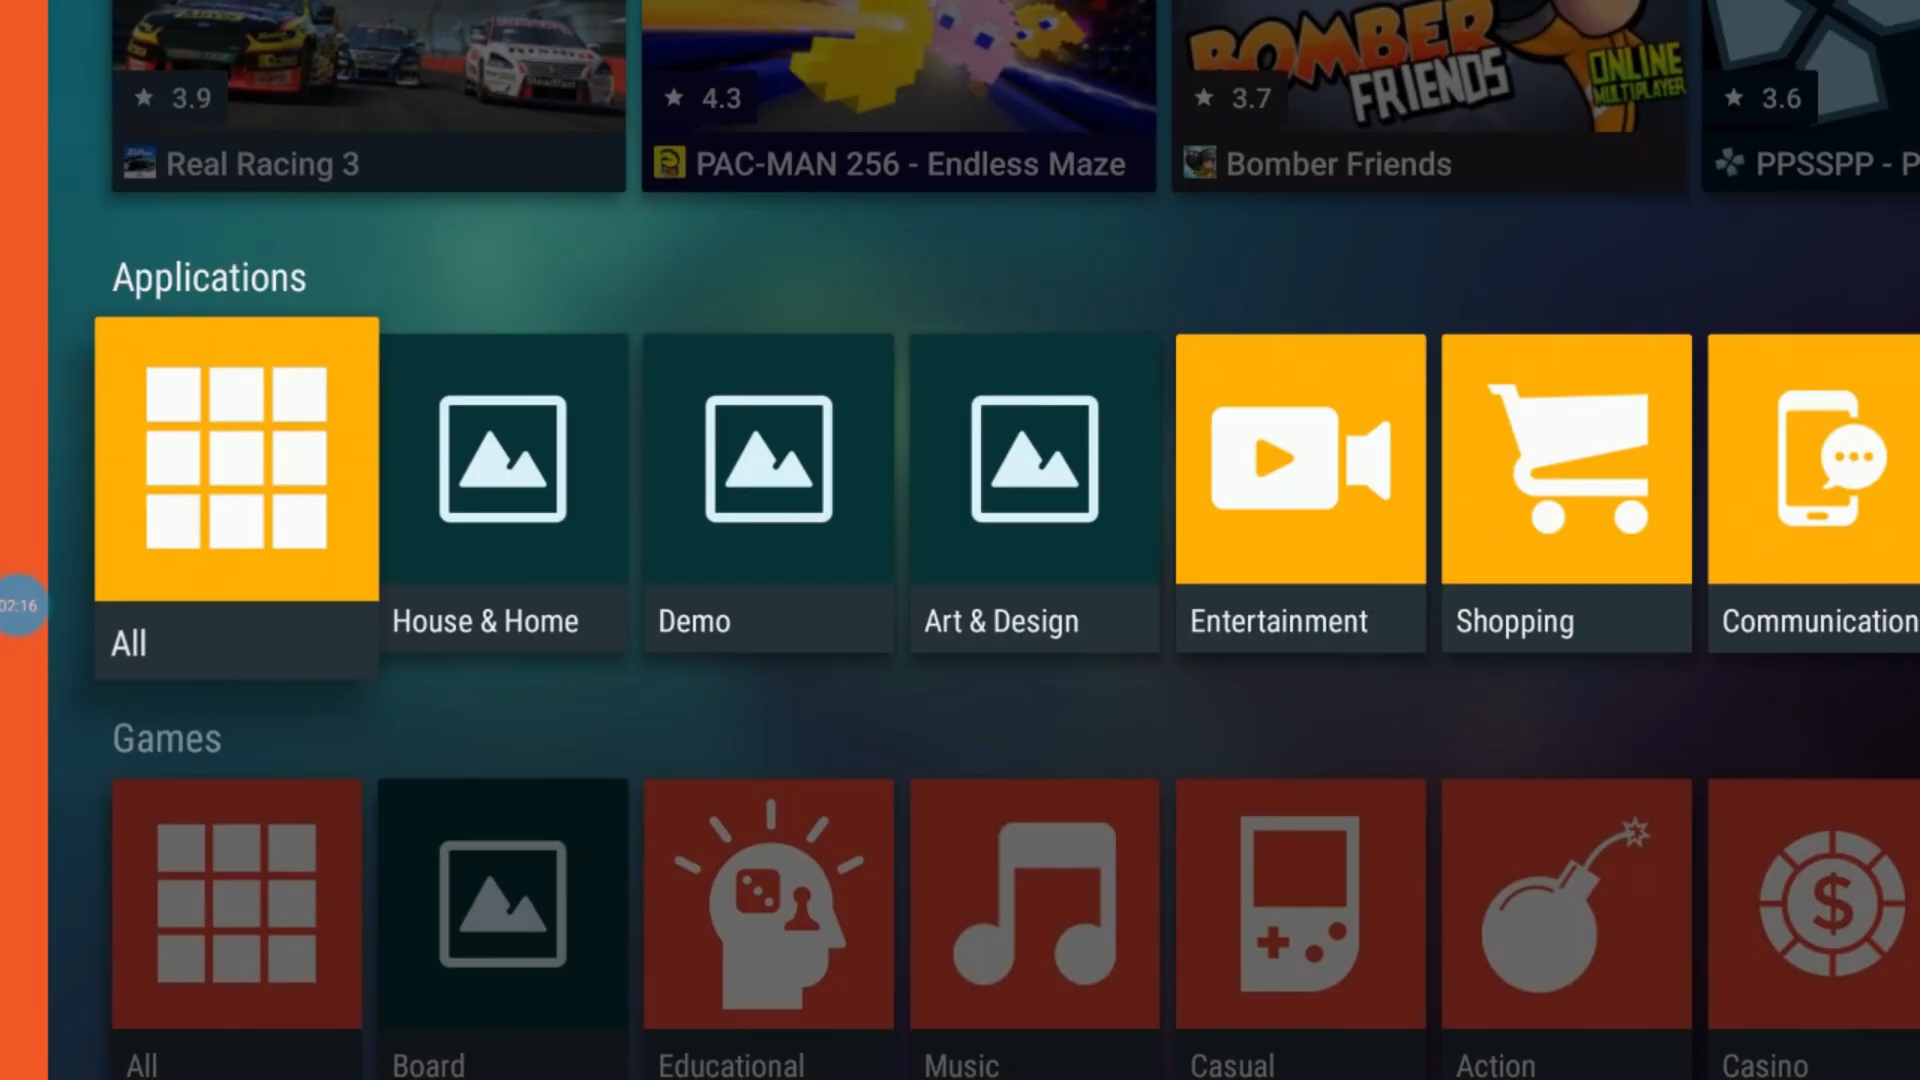 BOMBER
FRIENDS
ONLINE
MULTIPLAYER
3.9
4.3
3.7
3.6
Real Racing 3
PAC-MAN 256 - Endless Maze
Bomber Friends
PPSSPP - P
Applications
02:16
All
House & Home
Demo
Art & Design
Entertainment
Shopping
Communication
Games
All
Board
Educational
Music
Casual
Action
Casino